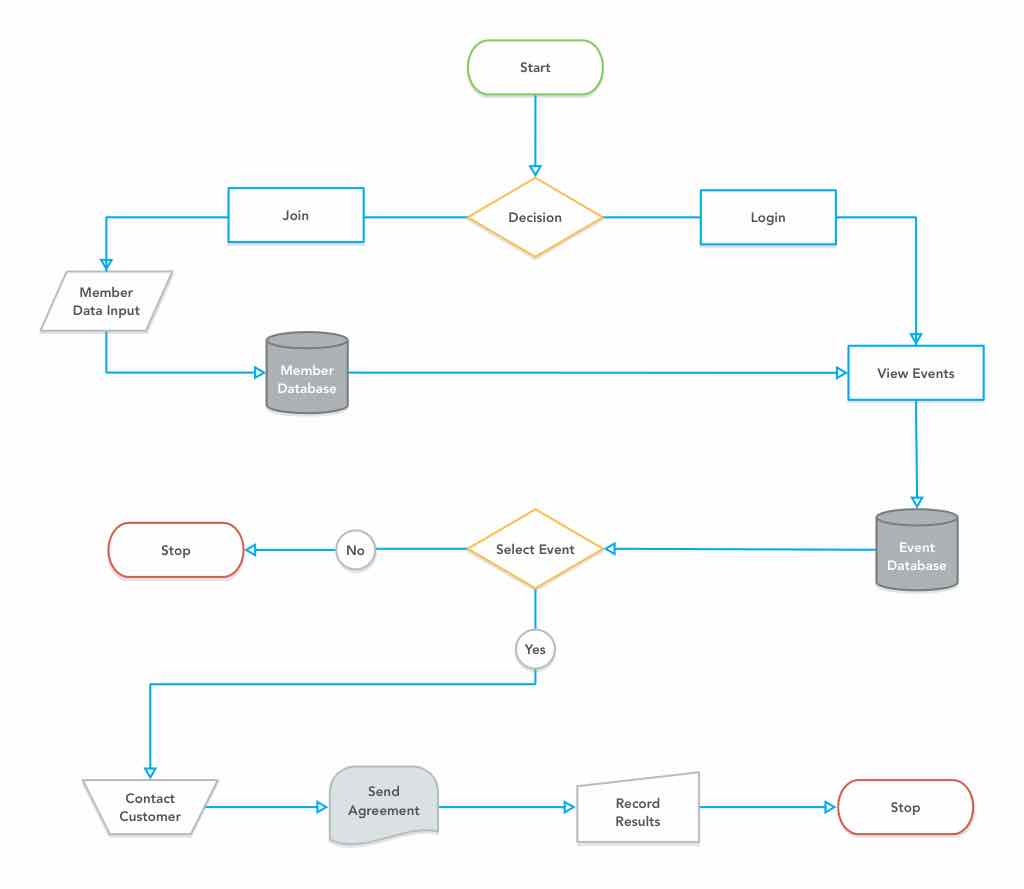 Start
Join
Decision
Login
Member
Data Input
Member
Database
View Events
Stop
No
Select Event
Event
Database
Yes
Contact
Customer
Send
Agreement
Record
Results
Stop